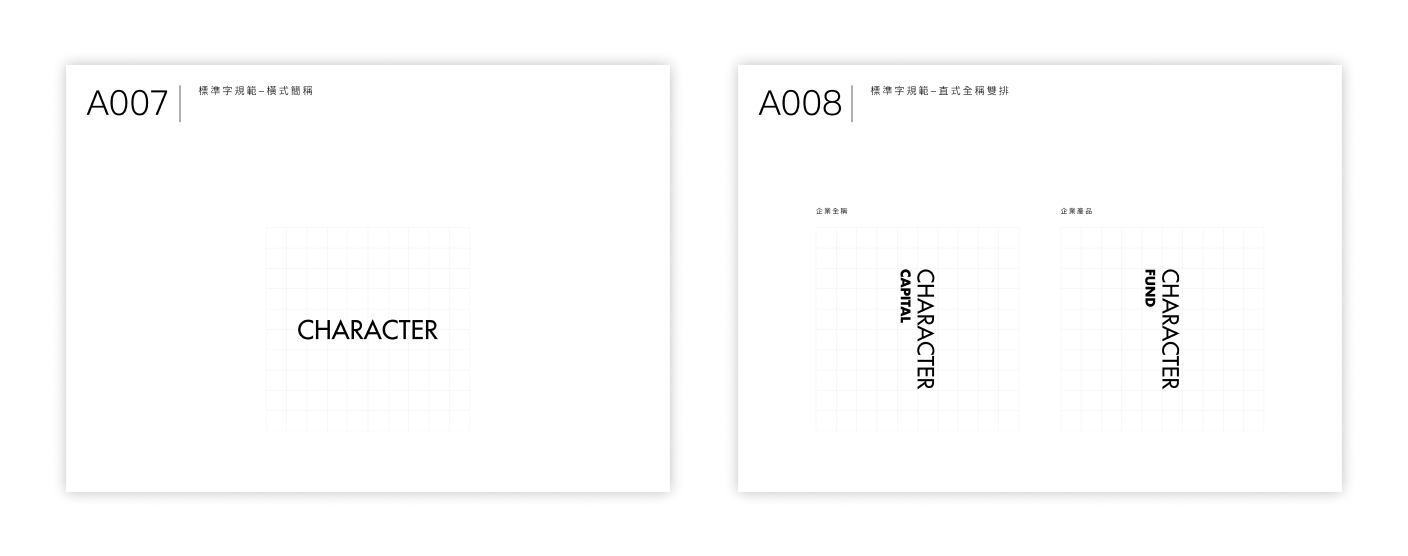 A007
標準字規範–橫式簡稱
CHARACTER
A008
標準字規範–直式全稱雙排
企業全稱
CHARACTER
CAPITAL
企業產品
CHARACTER
FUND